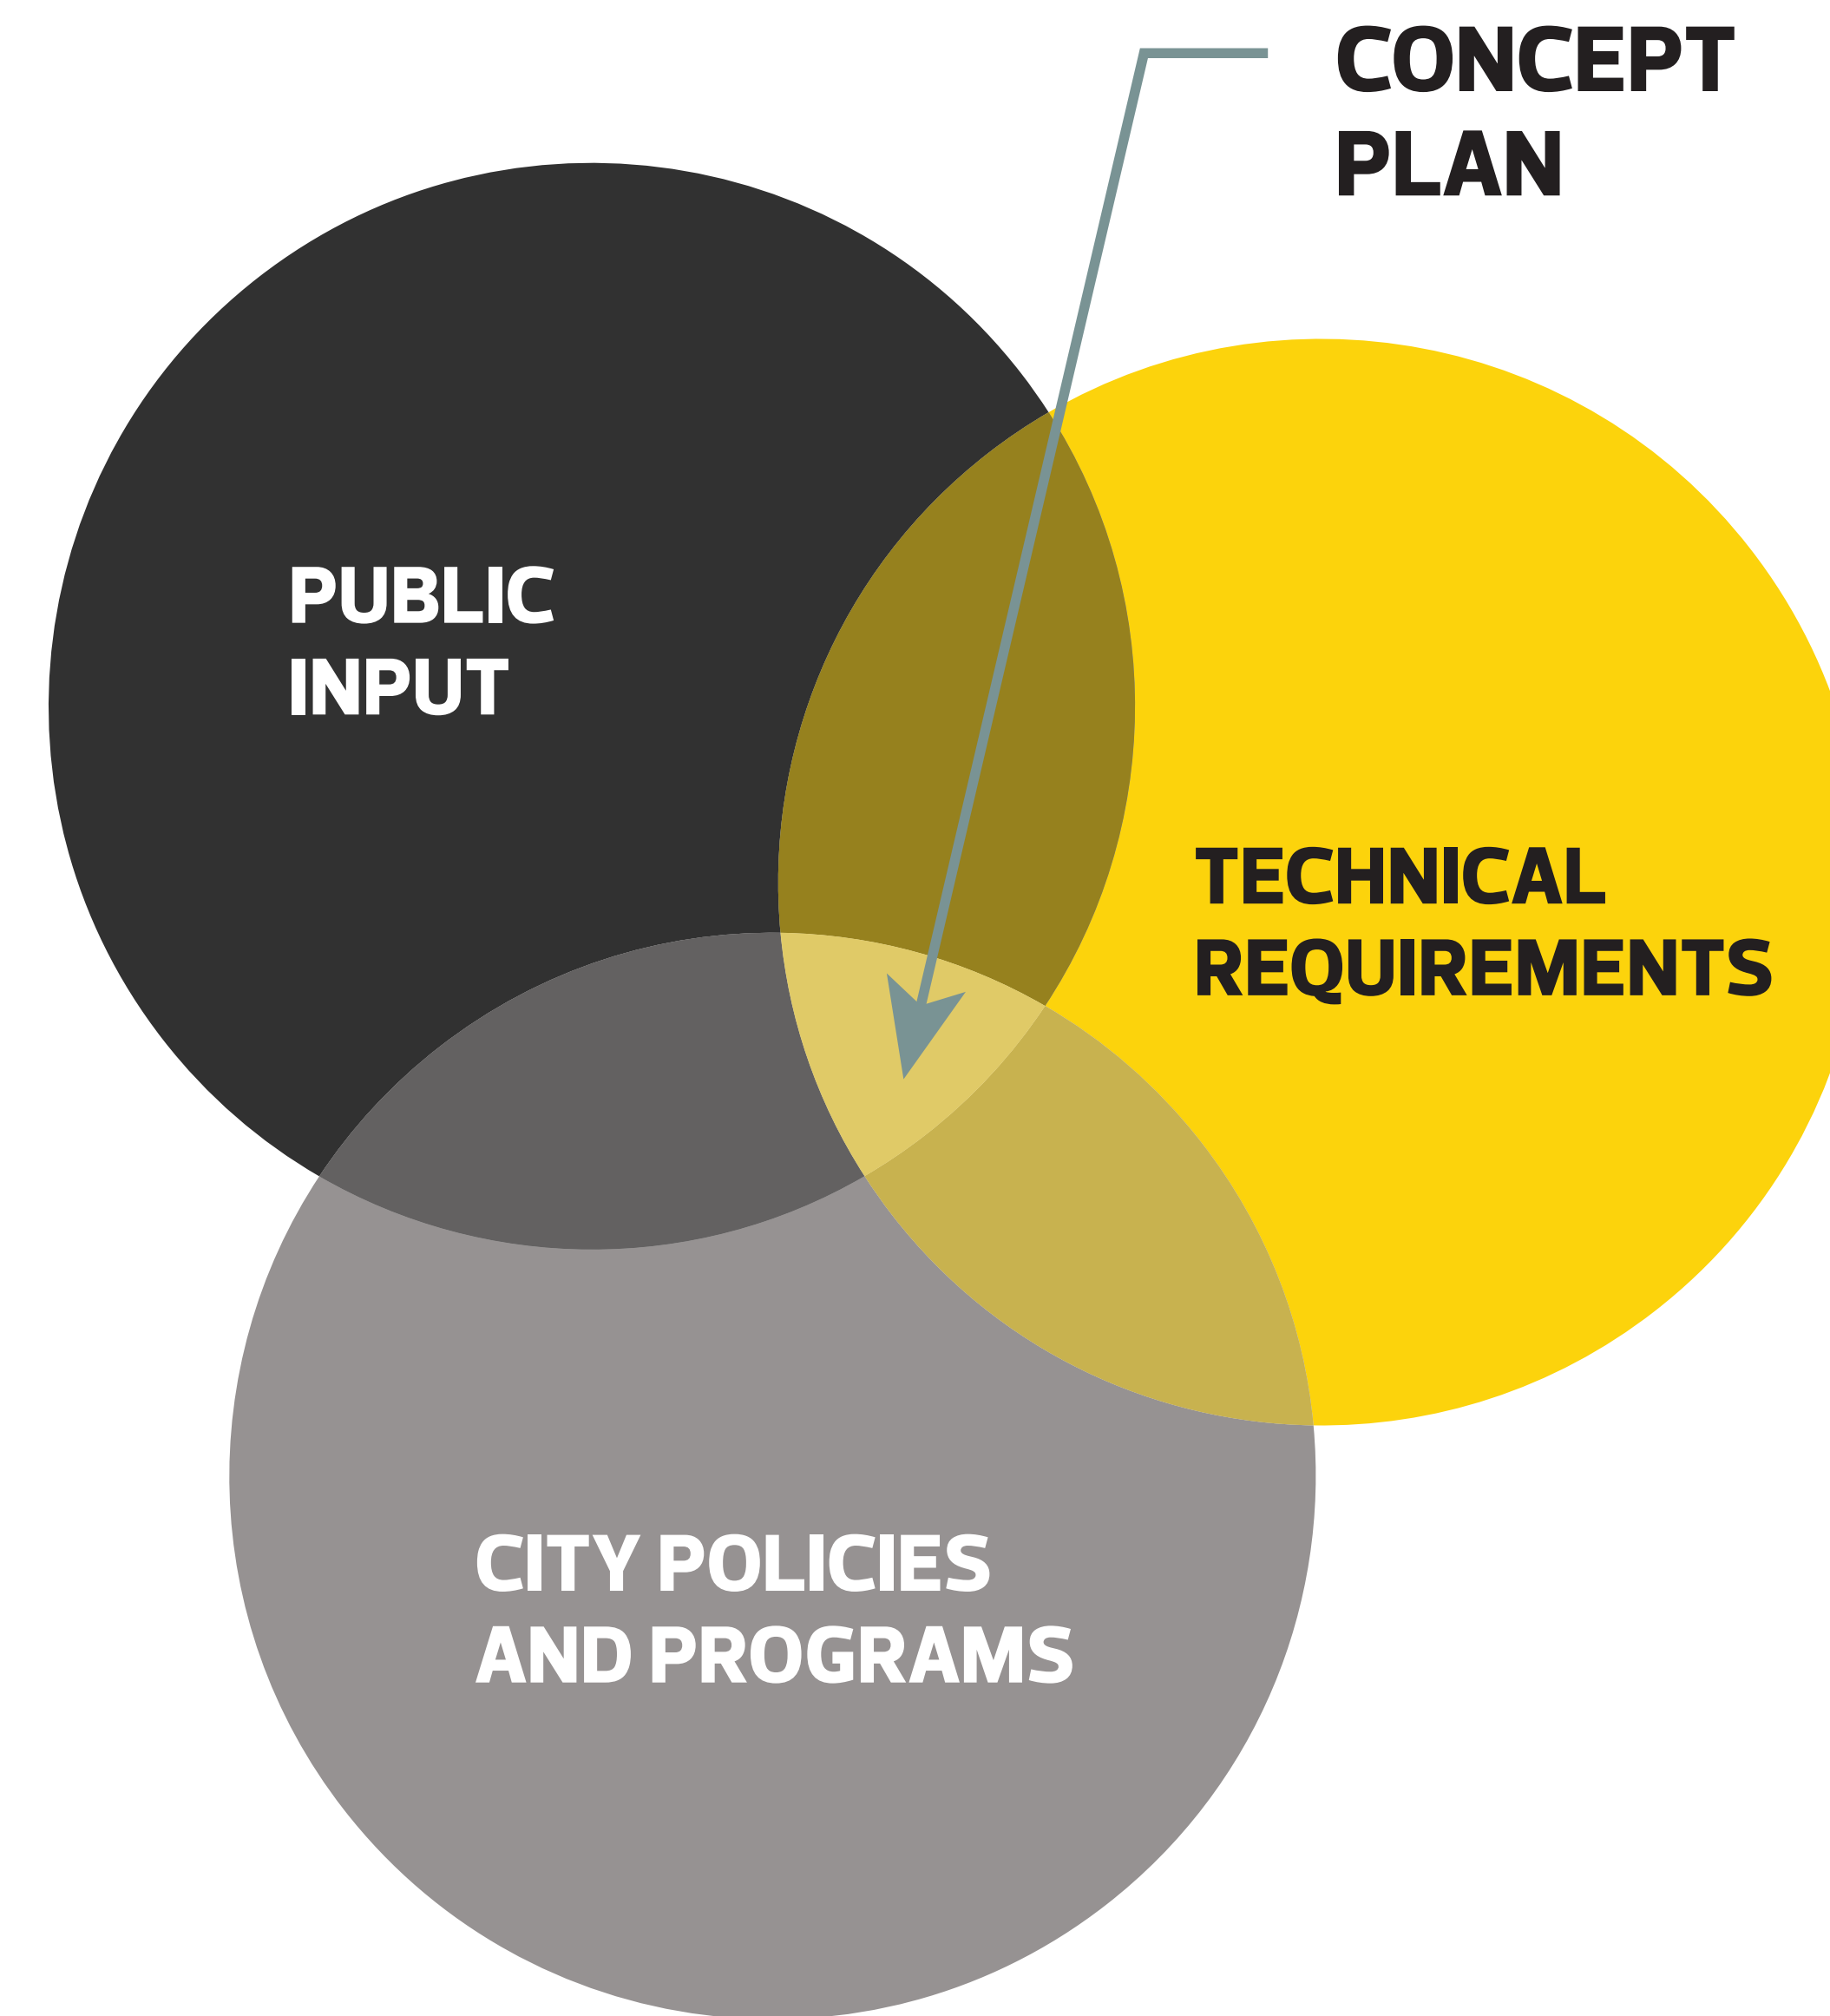 CONCEPT
PLAN
PUBLIC
INPUT
TECHNICAL
REQUIREMENTS
CITY POLICIES
AND PROGRAMS